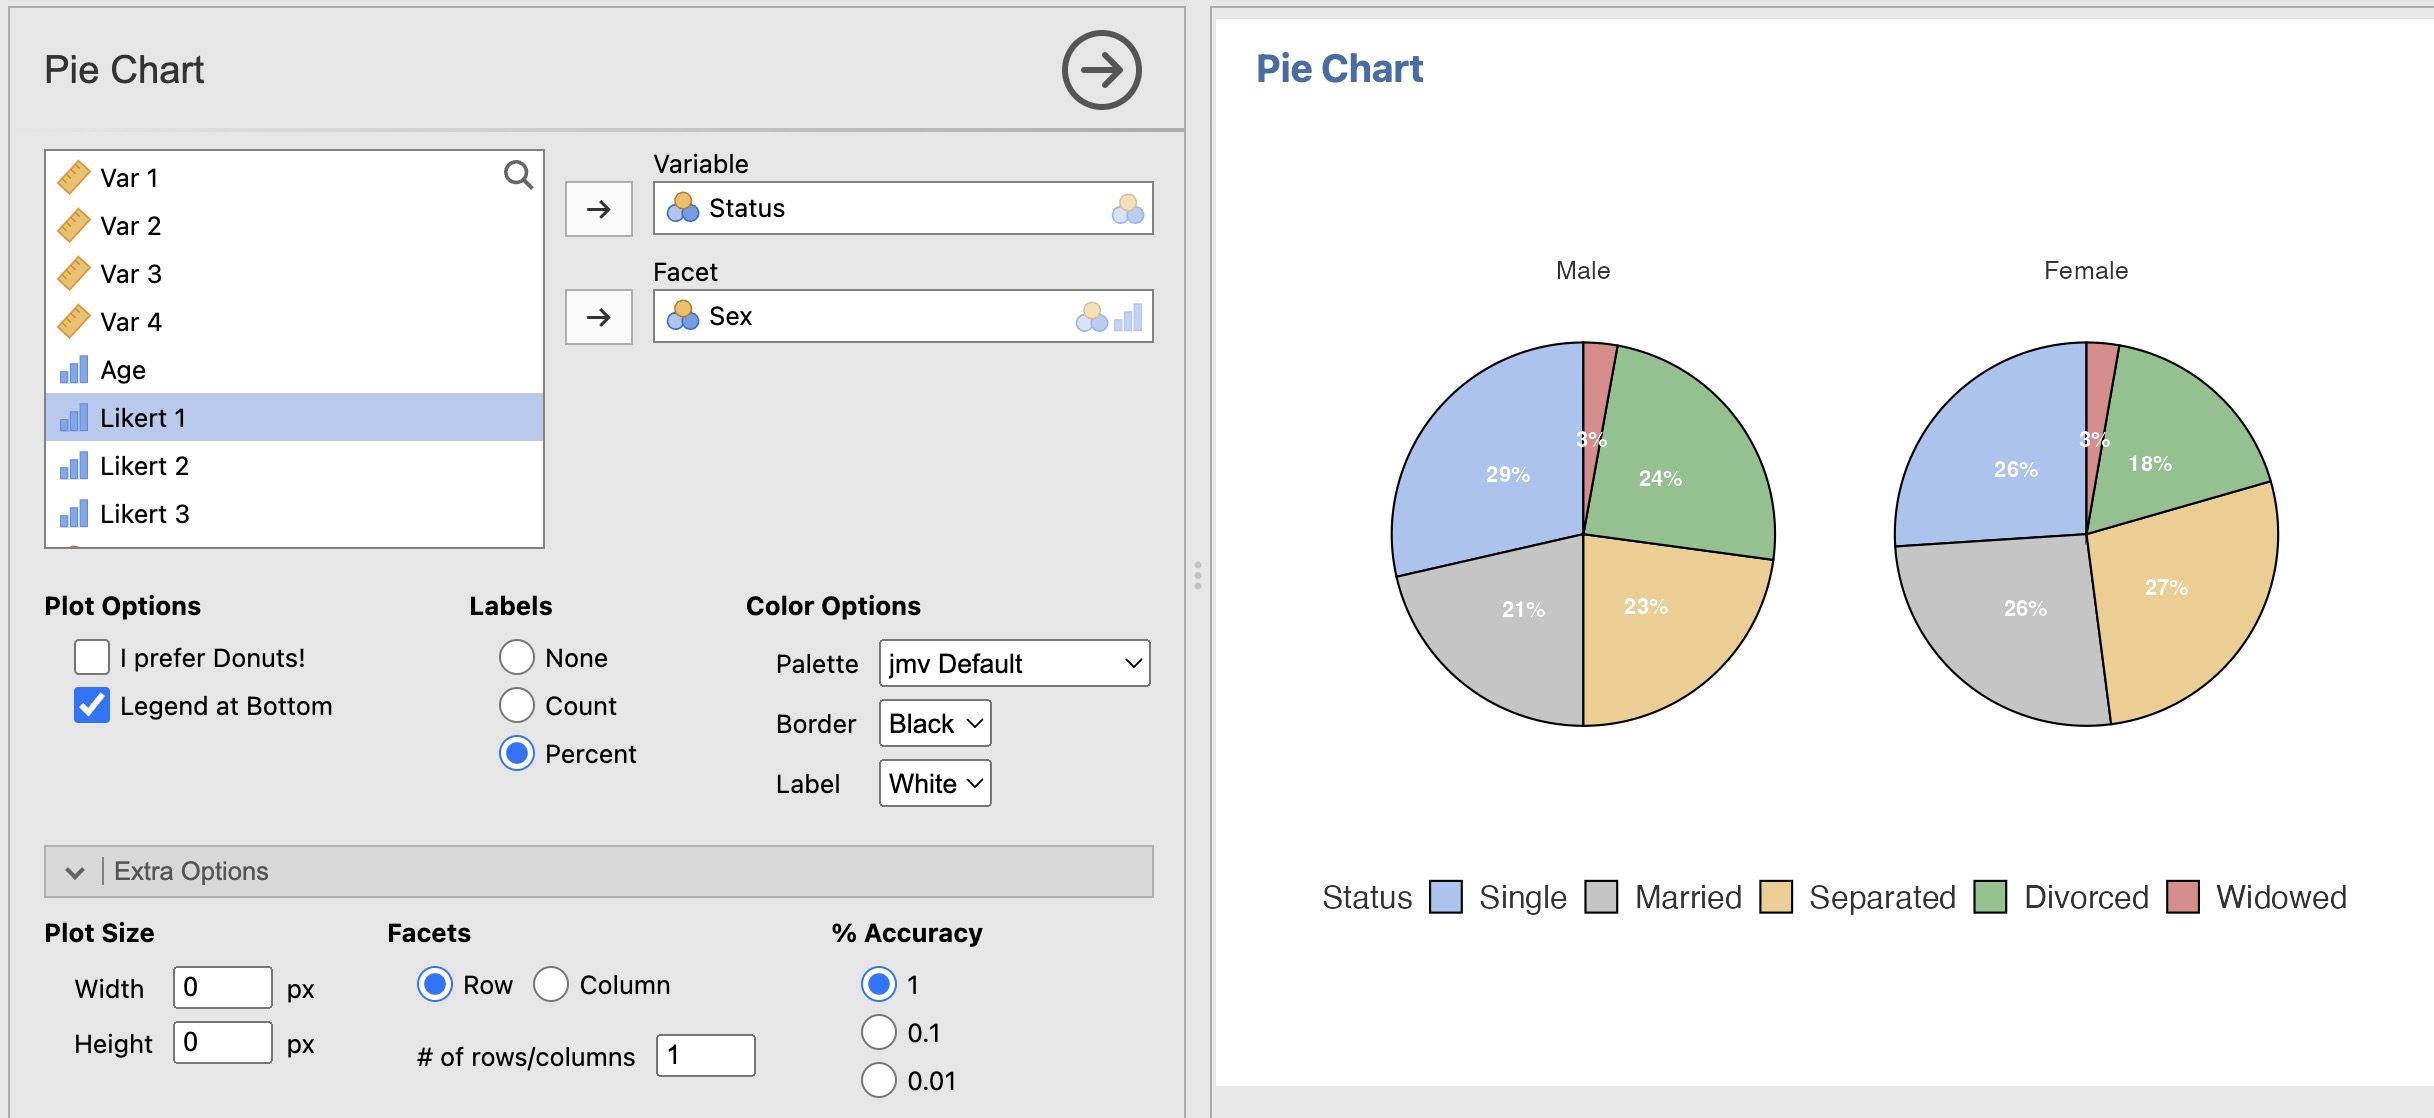 Pie Chart
Var 1
Var 2
Var 3
Var 4
Age
Likert 1
Likert 2
Likert 3
Variable
Status
Facet
Sex
Plot Options
I prefer Donuts!
Legend at Bottom
Labels
None
Count
Percent
Color Options
Palette jmv Default
Border Black
Label White
Extra Options
Plot Size
Width 0 px
Height 0 px
Facets
Row Column
# of rows/columns 1
% Accuracy
1
0.1
0.01
Pie Chart
Male
3%
29%
24%
21%
23%
Female
3%
26%
18%
26%
27%
Status Single Married Separated Divorced Widowed